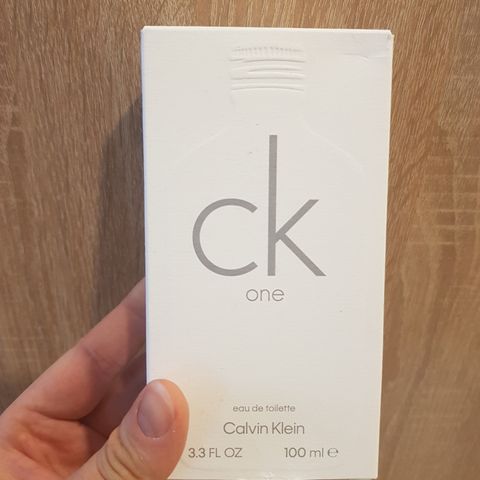 ck
one
eau de toilette
Calvin Klein
3.3 FL OZ 100 ml ℮